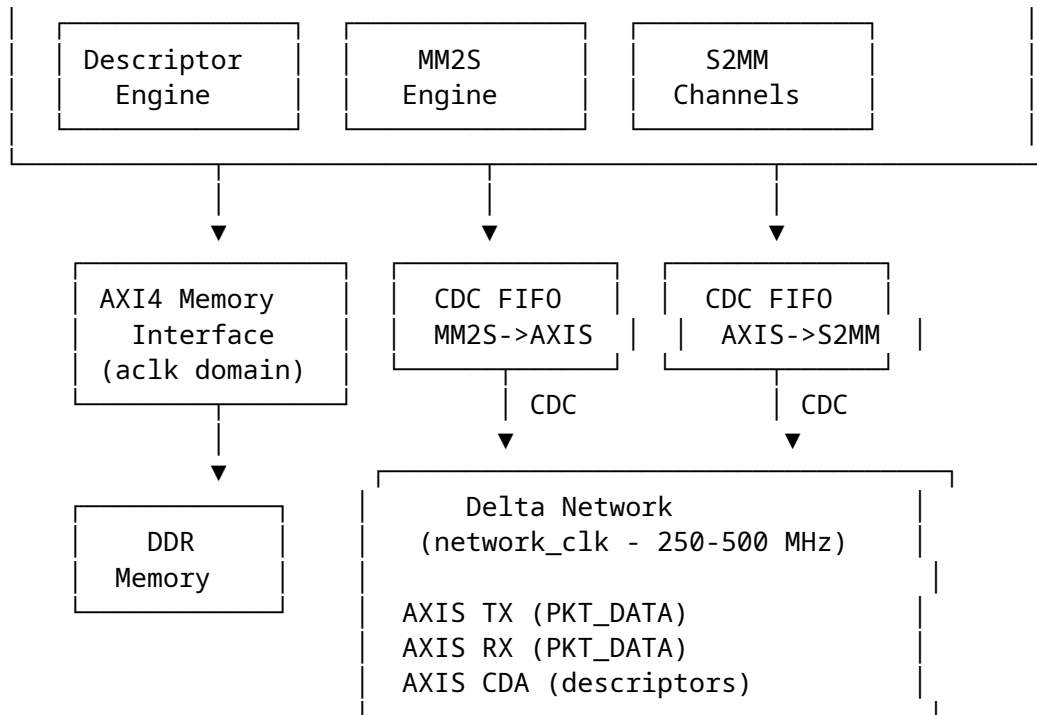 Descriptor Engine
MM2S Engine
S2MM Channels
AXI4 Memory Interface (aclk domain)
CDC FIFO MM2S->AXIS
CDC FIFO AXIS->S2MM
CDC
CDC
DDR Memory
Delta Network
(network_clk - 250-500 MHz)
AXIS TX (PKT_DATA)
AXIS RX (PKT_DATA)
AXIS CDA (descriptors)